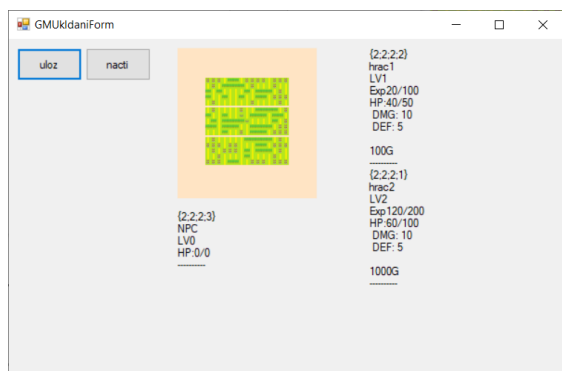 GMUkldaniForm
uloz
nacti
{2;2;2;3}
NPC
LV0
HP:0/0
----------
{2;2;2;2}
hrac1
LV1
Exp20/100
HP:40/50
DMG: 10
DEF: 5
100G
----------
{2;2;2;1}
hrac2
LV2
Exp120/200
HP:60/100
DMG: 10
DEF: 5
1000G
----------